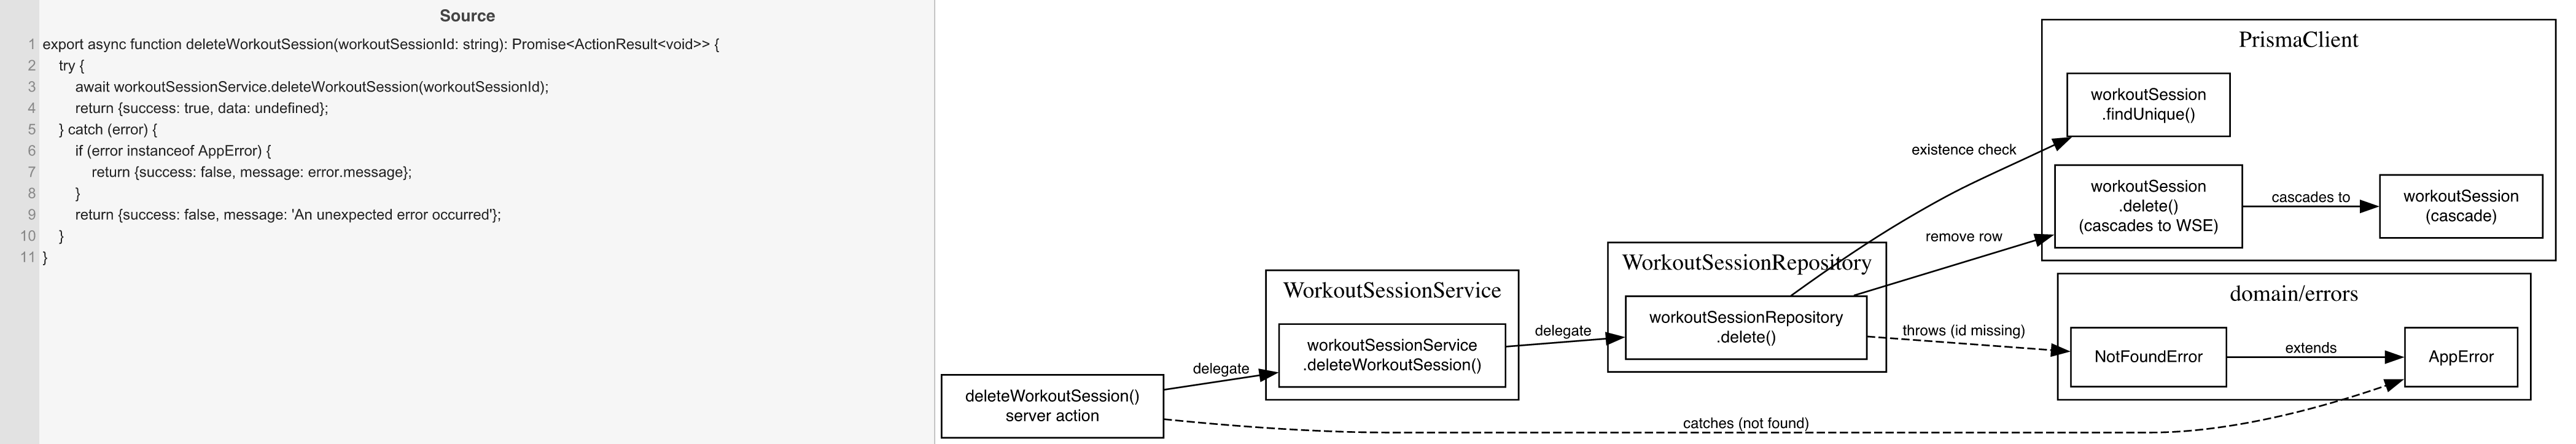 Source
1 export async function deleteWorkoutSession(workoutSessionId: string): Promise<ActionResult<void>> {
2 try {
3 await workoutSessionService.deleteWorkoutSession(workoutSessionId);
4 return {success: true, data: undefined};
5 } catch (error) {
6 if (error instanceof AppError) {
7 return {success: false, message: error.message};
8 }
9 return {success: false, message: 'An unexpected error occurred'};
10 }
11 }
deleteWorkoutSession()
server action
delegate
WorkoutSessionService
workoutSessionService
.deleteWorkoutSession()
delegate
WorkoutSessionRepository
workoutSessionRepository
.delete()
existence check
remove row
throws (id missing)
catches (not found)
PrismaClient
workoutSession
.findUnique()
workoutSession
.delete()
(cascades to WSE)
cascades to
workoutSession
(cascade)
domain/errors
NotFoundError
extends
AppError